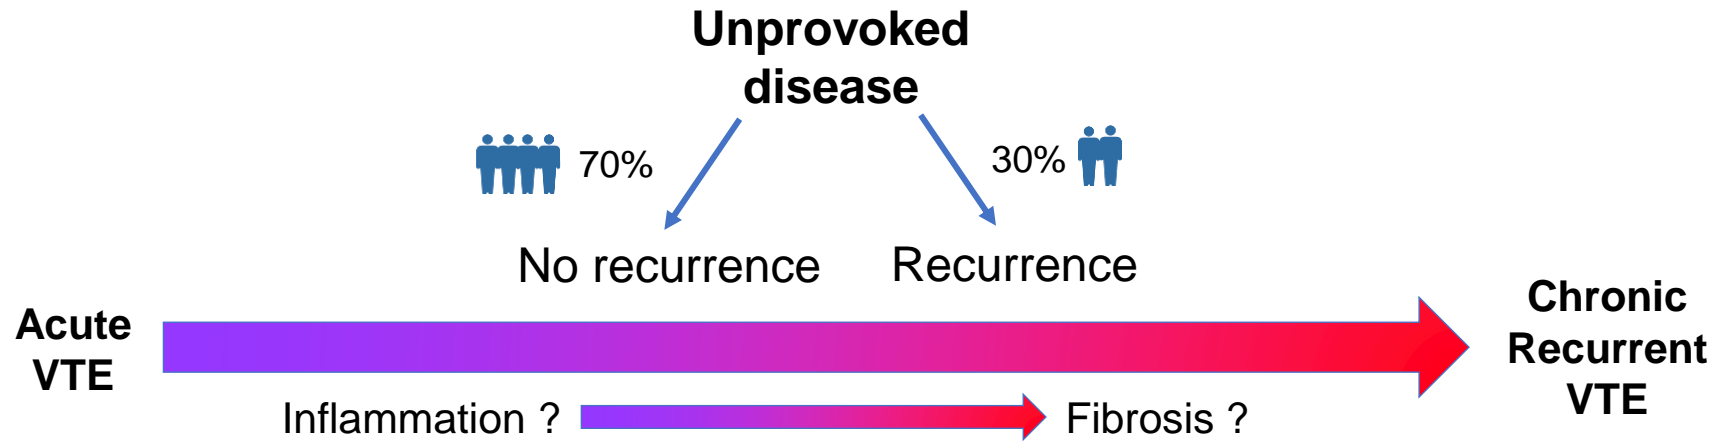 Unprovoked
disease
70%
30%
No recurrence
Recurrence
Acute
VTE
Chronic
Recurrent
VTE
Inflammation ?
Fibrosis ?